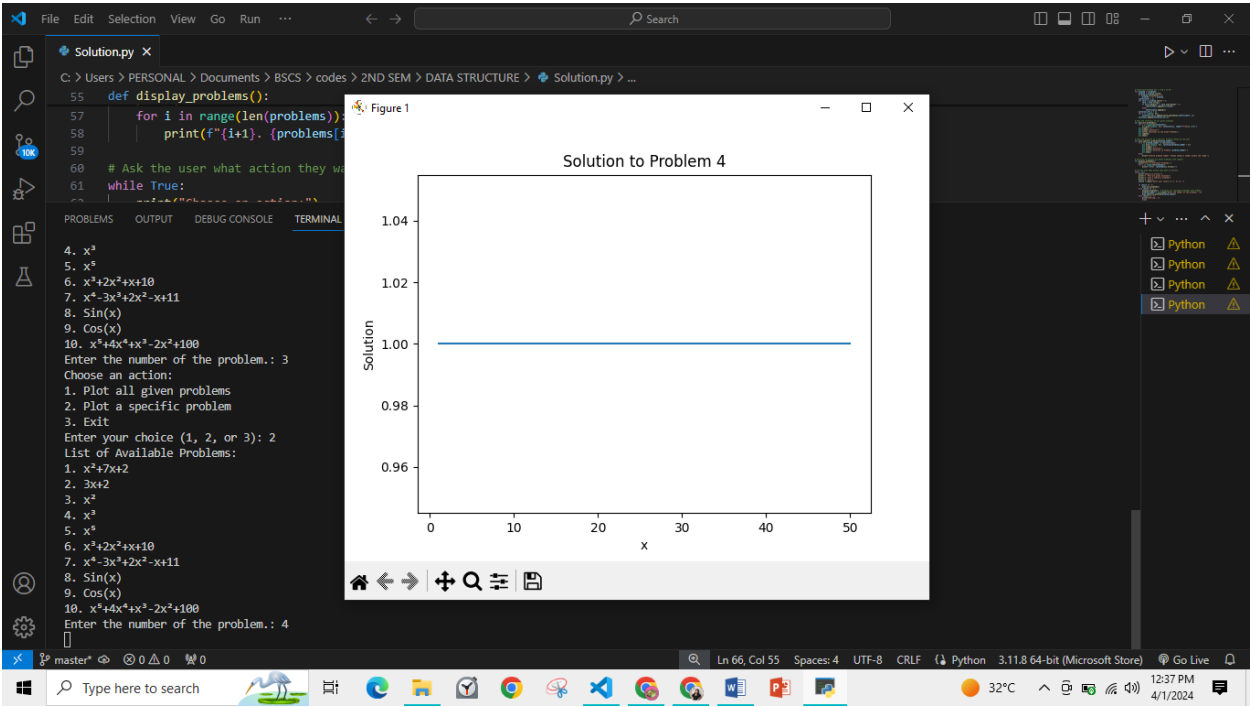 File Edit Selection View Go Run ··· Search
Solution.py
C: > Users > PERSONAL > Documents > BSCS > codes > 2ND SEM > DATA STRUCTURE > Solution.py > ...
55 def display_problems():
57 for i in range(len(problems)):
58 print(f"{i+1}. {problems[i
59
60 # Ask the user what action they wa
61 while True:
PROBLEMS OUTPUT DEBUG CONSOLE TERMINAL
4. x³
5. x⁵
6. x³+2x²+x+10
7. x⁴-3x³+2x²-x+11
8. Sin(x)
9. Cos(x)
10. x⁵+4x⁴+x³-2x²+100
Enter the number of the problem.: 3
Choose an action:
1. Plot all given problems
2. Plot a specific problem
3. Exit
Enter your choice (1, 2, or 3): 2
List of Available Problems:
1. x²+7x+2
2. 3x+2
3. x²
4. x³
5. x⁵
6. x³+2x²+x+10
7. x⁴-3x³+2x²-x+11
8. Sin(x)
9. Cos(x)
10. x⁵+4x⁴+x³-2x²+100
Enter the number of the problem.: 4
Figure 1
Solution to Problem 4
1.04
1.02
1.00
0.98
0.96
Solution
0 10 20 30 40 50
x
Python
Python
Python
Python
10K
master* 0 0 0 Ln 66, Col 55 Spaces: 4 UTF-8 CRLF Python 3.11.8 64-bit (Microsoft Store) Go Live
Type here to search 32°C 12:37 PM
4/1/2024